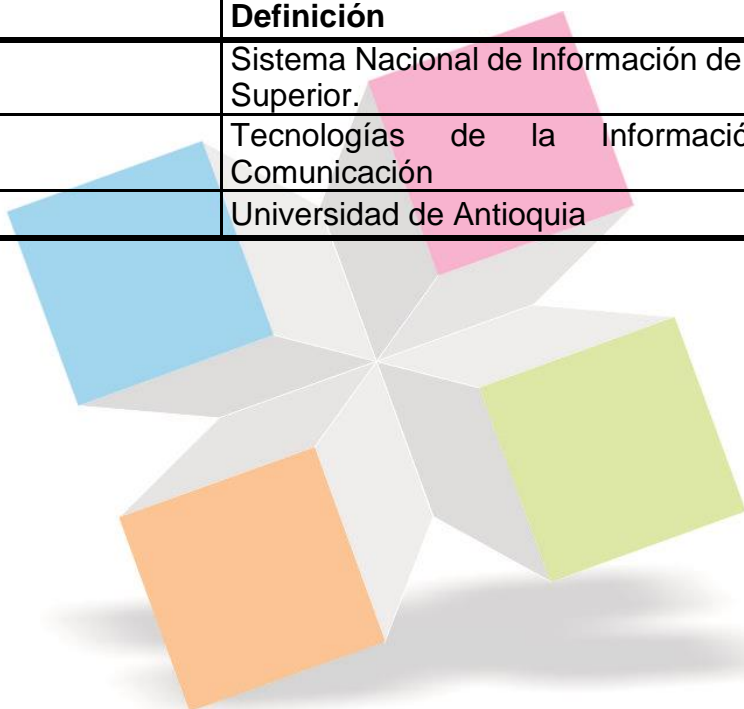 Definición
Sistema Nacional de Información de
Superior.
Tecnologías de la Informació
Comunicación
Universidad de Antioquia